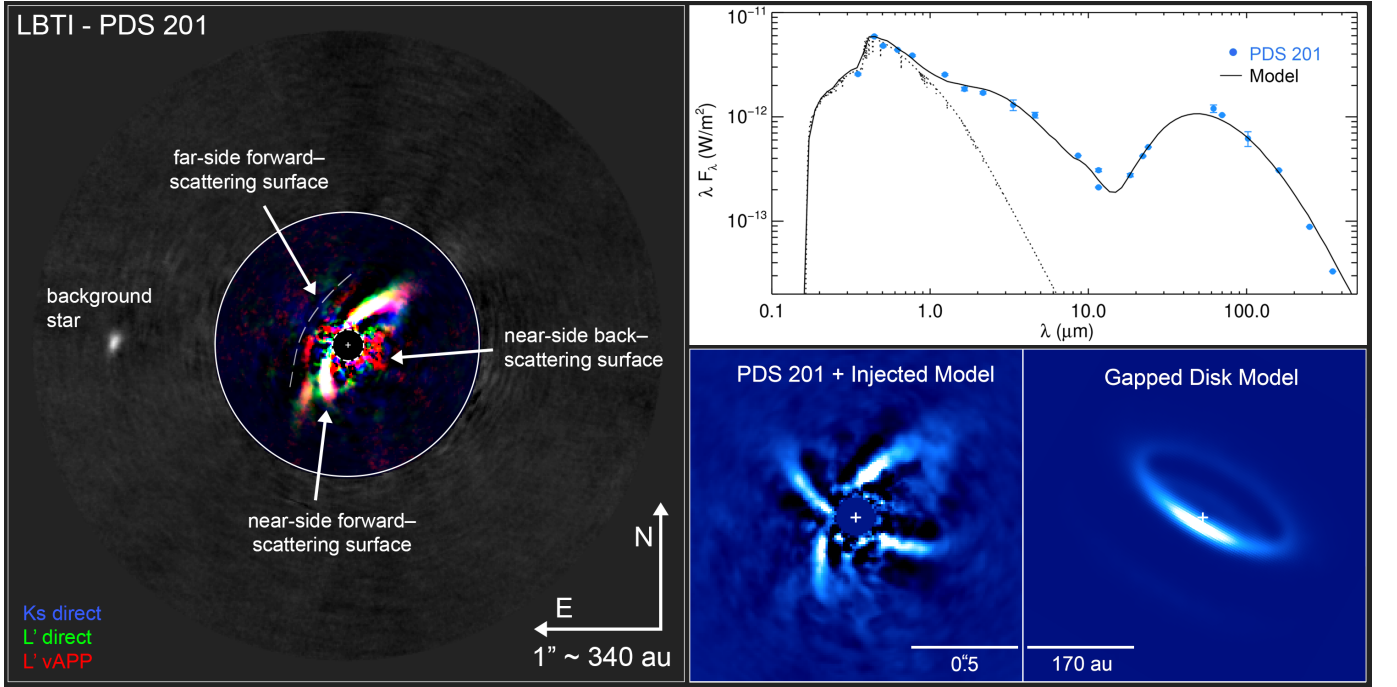 LBTI - PDS 201
far-side forward–
scattering surface
background
star
near-side back–
scattering surface
near-side forward–
scattering surface
N
E
1” ~ 340 au
Ks direct
L’ direct
L’ vAPP
10⁻¹¹
10⁻¹²
10⁻¹³
λ Fλ (W/m²)
PDS 201
Model
0.1 1.0 10.0 100.0
λ (μm)
PDS 201 + Injected Model
0”.5
Gapped Disk Model
170 au